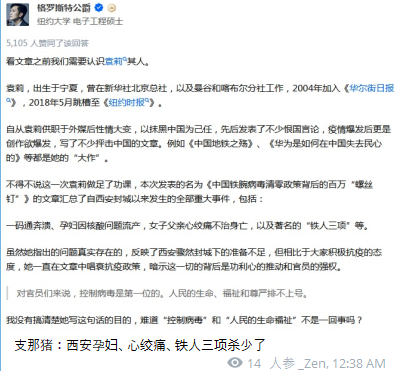 格罗斯特公爵
纽约大学 电子工程硕士
5,105 人赞同了该回答
看文章之前我们需要认识袁莉其人。
袁莉，出生于宁夏，曾在新华社北京总社，以及曼谷和喀布尔分社工作，2004年加入《华尔街日报》，2018年5月跳槽至《纽约时报》。
自从袁莉供职于外媒后性情大变，以抹黑中国为己任，先后发表了不少恨国言论，疫情爆发后更是创作欲爆发，写了不少抨击中国的文章。例如《中国地铁之殇》、《华为是如何在中国失去民心的》等都是她的“大作”。
不得不说这一次袁莉做足了功课，本次发表的名为《中国铁腕病毒清零政策背后的百万“螺丝钉”》的文章汇总了自西安封城以来发生的全部重大事件，包括：
一码通奔溃、孕妇因核酸问题流产，女子父亲心绞痛不治身亡，以及著名的“铁人三项”等。
虽然她指出的问题真实存在的，反映了西安骤然封城下的准备不足，但相比于大家积极抗疫的态度，她一直在文章中唱衰抗疫政策，暗示这一切的背后是功利心的推动和官员的强权。
对官员们来说，控制病毒是第一位的。人民的生命、福祉和尊严排不上号。
我没有搞清楚她写这句话的目的，难道“控制病毒”和“人民的生命福祉”不是一回事吗？
支那猪：西安孕妇、心绞痛、铁人三项杀少了
14 人参 _Zen, 12:38 AM